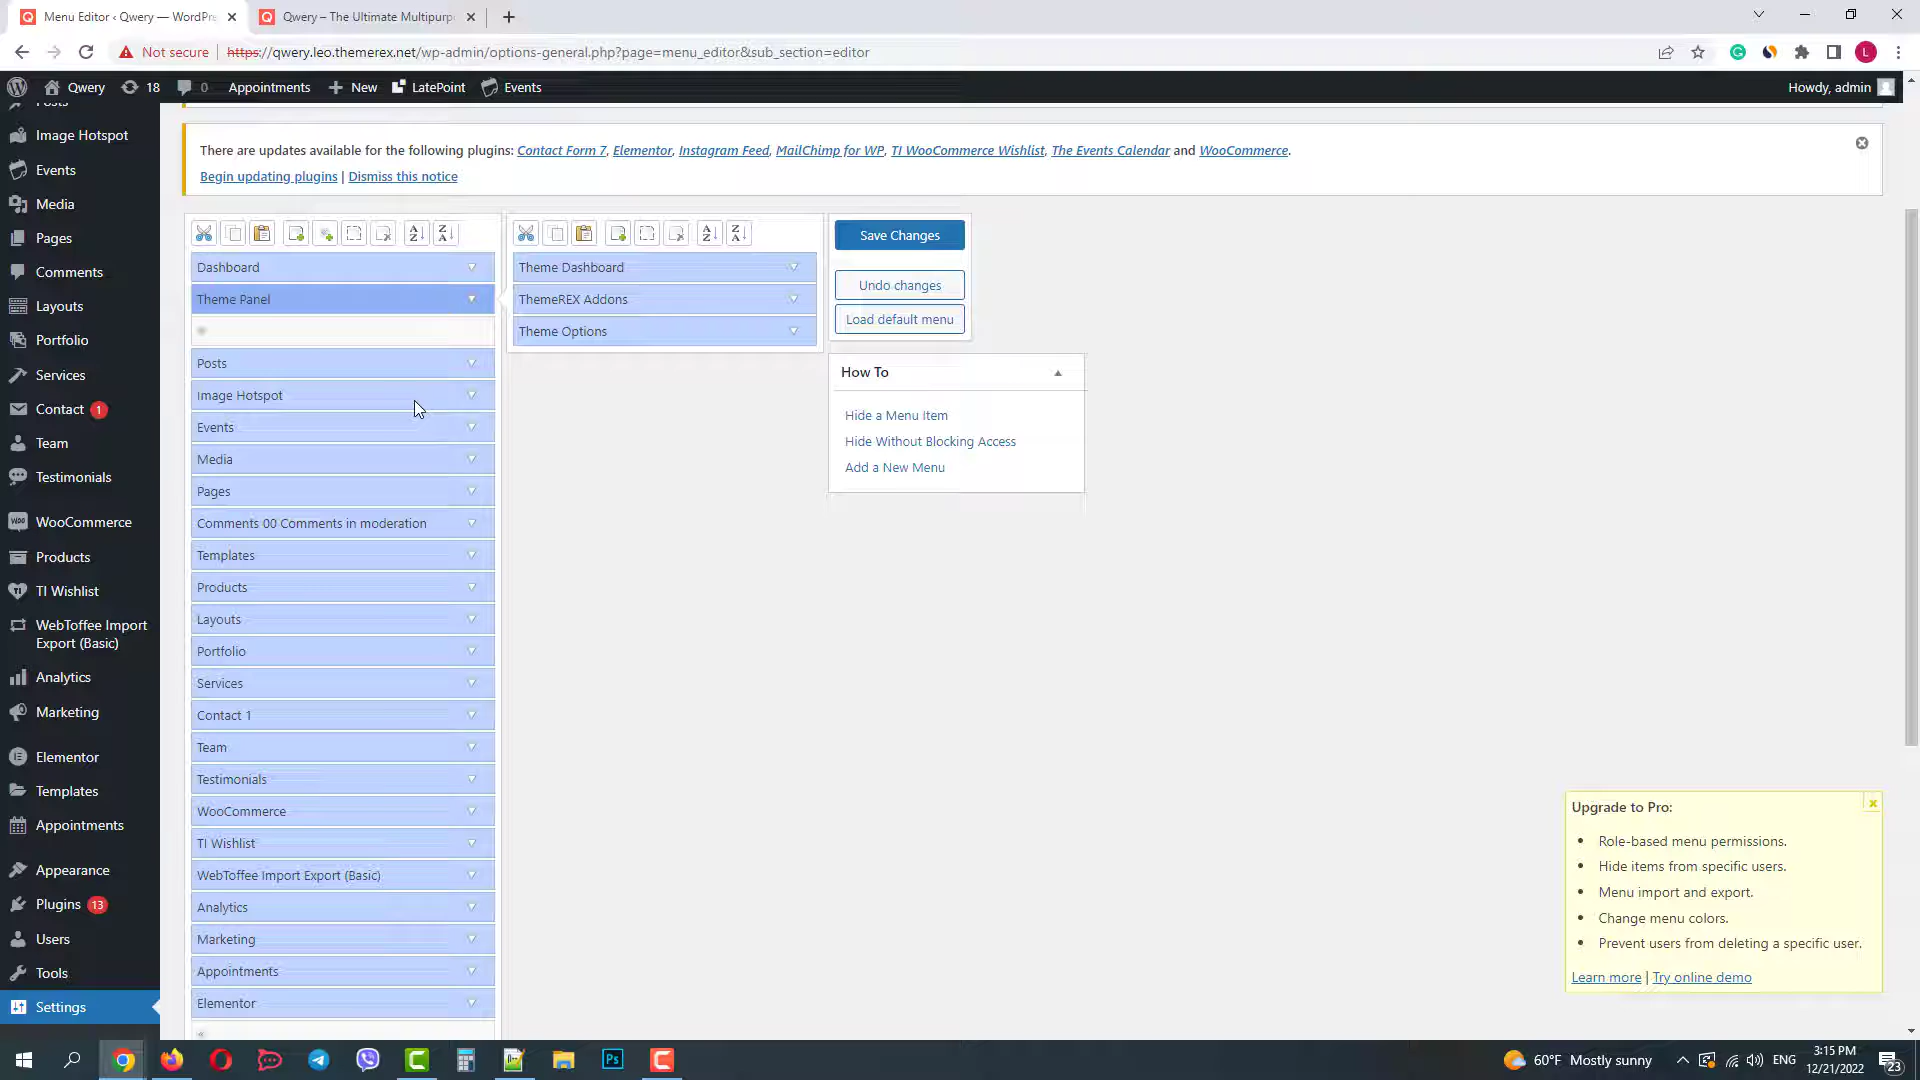 Menu Editor ‹ Qwery — WordPre
Qwery – The Ultimate Multipurp
Not secure
https://qwery.leo.themerex.net/wp-admin/options-general.php?page=menu_editor&sub_section=editor
L
Qwery
18
0
Appointments
New
LatePoint
Events
Howdy, admin
Posts
Image Hotspot
Events
Media
Pages
Comments
Layouts
Portfolio
Services
Contact 1
Team
Testimonials
WooCommerce
Products
TI Wishlist
WebToffee Import
Export (Basic)
Analytics
Marketing
Elementor
Templates
Appointments
Appearance
Plugins 13
Users
Tools
Settings
There are updates available for the following plugins: Contact Form 7, Elementor, Instagram Feed, MailChimp for WP, TI WooCommerce Wishlist, The Events Calendar and WooCommerce.
Begin updating plugins | Dismiss this notice
Dashboard
Theme Panel
Posts
Image Hotspot
Events
Media
Pages
Comments 00 Comments in moderation
Templates
Products
Layouts
Portfolio
Services
Contact 1
Team
Testimonials
WooCommerce
TI Wishlist
WebToffee Import Export (Basic)
Analytics
Marketing
Appointments
Elementor
Theme Dashboard
ThemeREX Addons
Theme Options
Save Changes
Undo changes
Load default menu
How To
Hide a Menu Item
Hide Without Blocking Access
Add a New Menu
Upgrade to Pro:
Role-based menu permissions.
Hide items from specific users.
Menu import and export.
Change menu colors.
Prevent users from deleting a specific user.
Learn more | Try online demo
60°F Mostly sunny
ENG
3:15 PM
12/21/2022
23